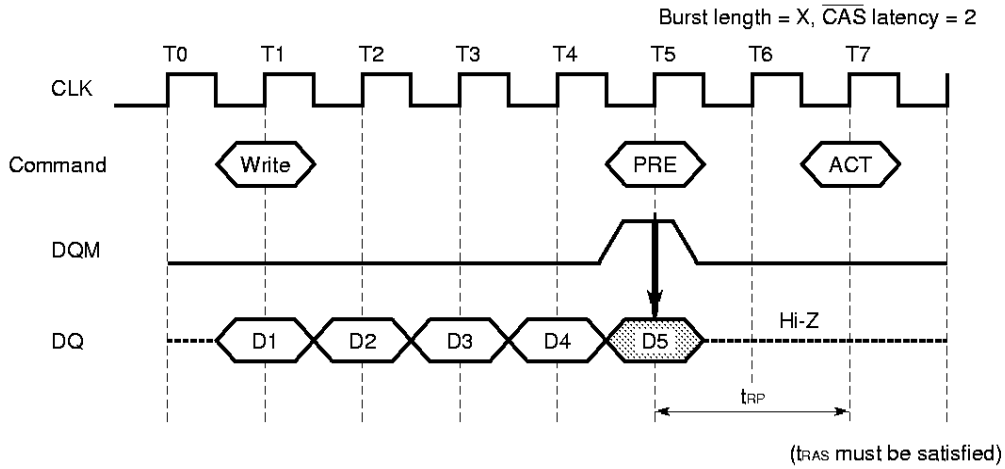 Burst length = X, CAS latency = 2
T0 T1 T2 T3 T4 T5 T6 T7
CLK
Command Write PRE ACT
DQM
DQ D1 D2 D3 D4 D5 Hi-Z
tRP
(tRAS must be satisfied)